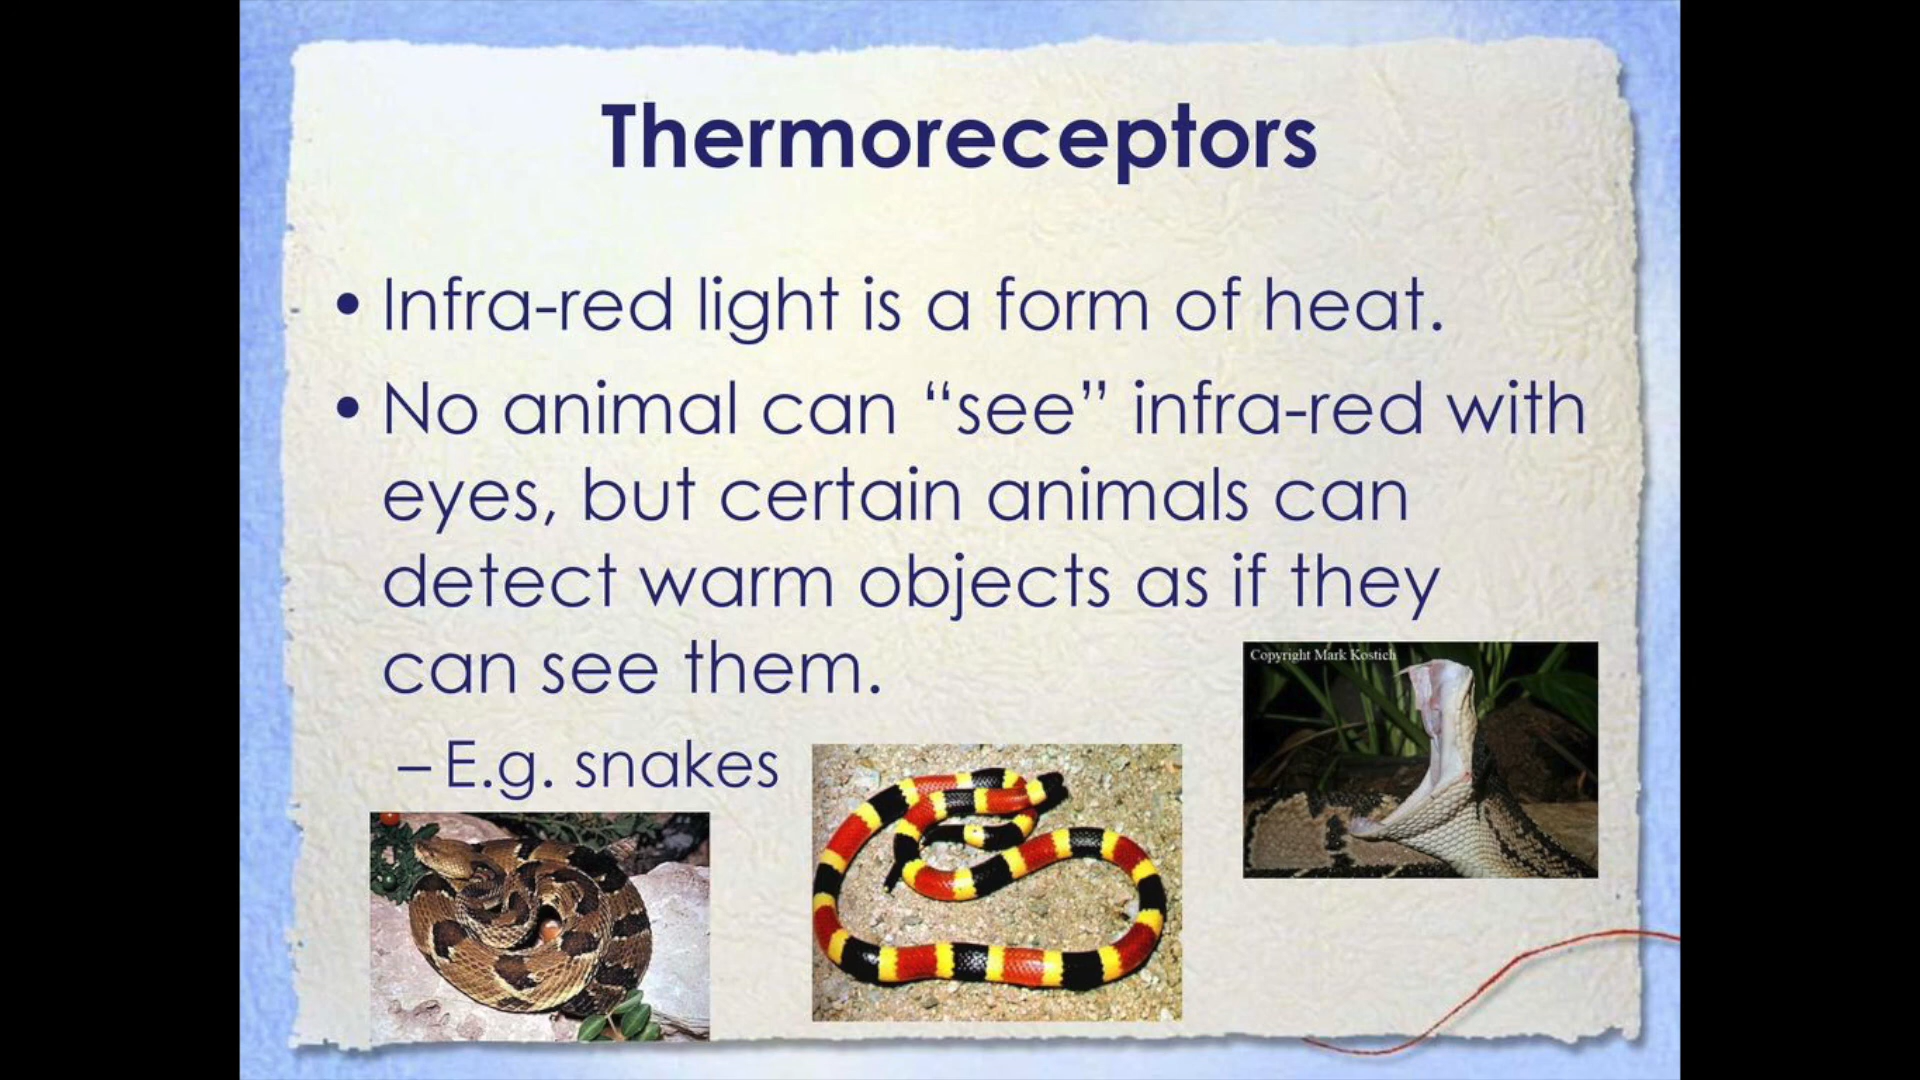 Thermoreceptors
• Infra-red light is a form of heat.
• No animal can “see” infra-red with
eyes, but certain animals can
detect warm objects as if they
can see them.
– E.g. snakes
Copyright Mark Kostich